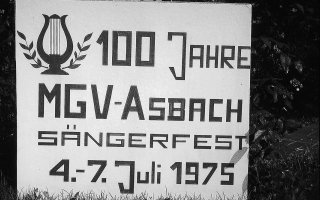 100 JAHRE
MGV-ASBACH
SÄNGERFEST
4.-7. Juli 1975